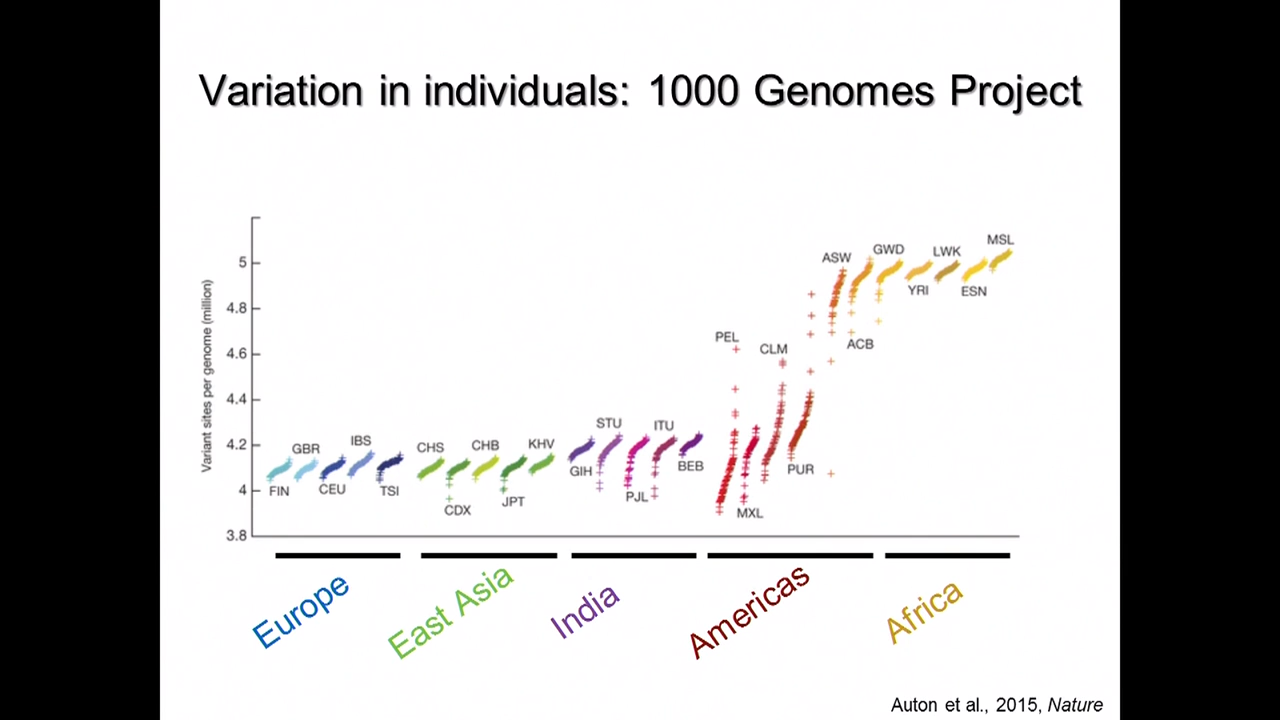 Variation in individuals: 1000 Genomes Project
Variant sites per genome (million)
5
4.8
4.6
4.4
4.2
4
3.8
FIN
GBR
CEU
IBS
TSI
CHS
CDX
CHB
JPT
KHV
GIH
STU
PJL
ITU
BEB
PEL
MXL
CLM
PUR
ASW
ACB
GWD
YRI
LWK
ESN
MSL
Europe
East Asia
India
Americas
Africa
Auton et al., 2015, Nature